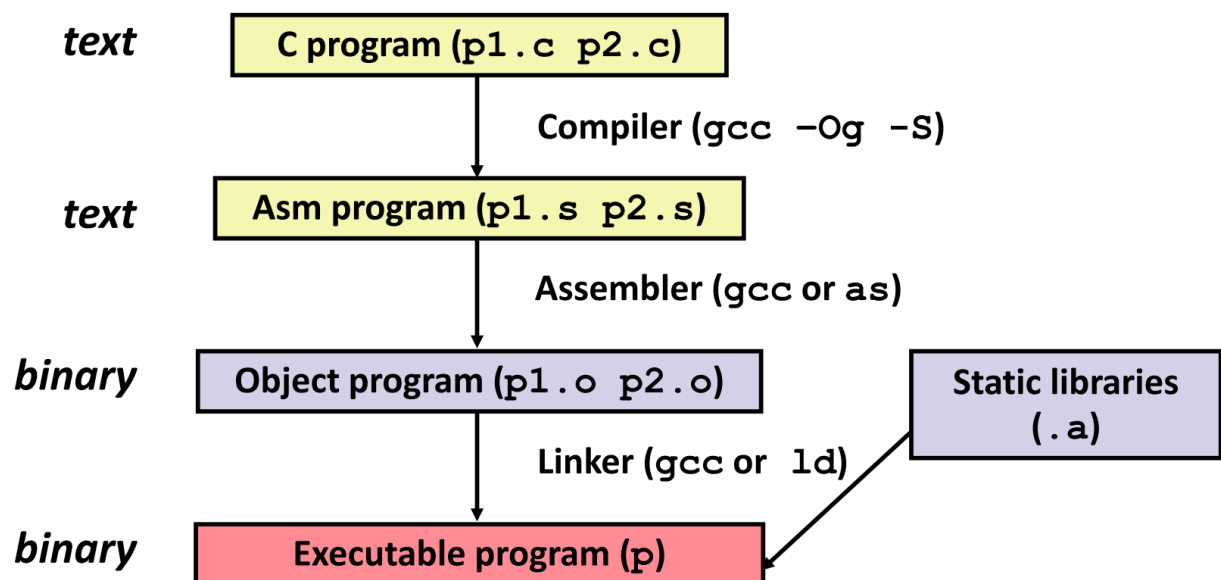 text
C program (p1.c p2.c)
Compiler (gcc –Og -S)
text
Asm program (p1.s p2.s)
Assembler (gcc or as)
binary
Object program (p1.o p2.o)
Static libraries
(.a)
Linker (gcc or ld)
binary
Executable program (p)